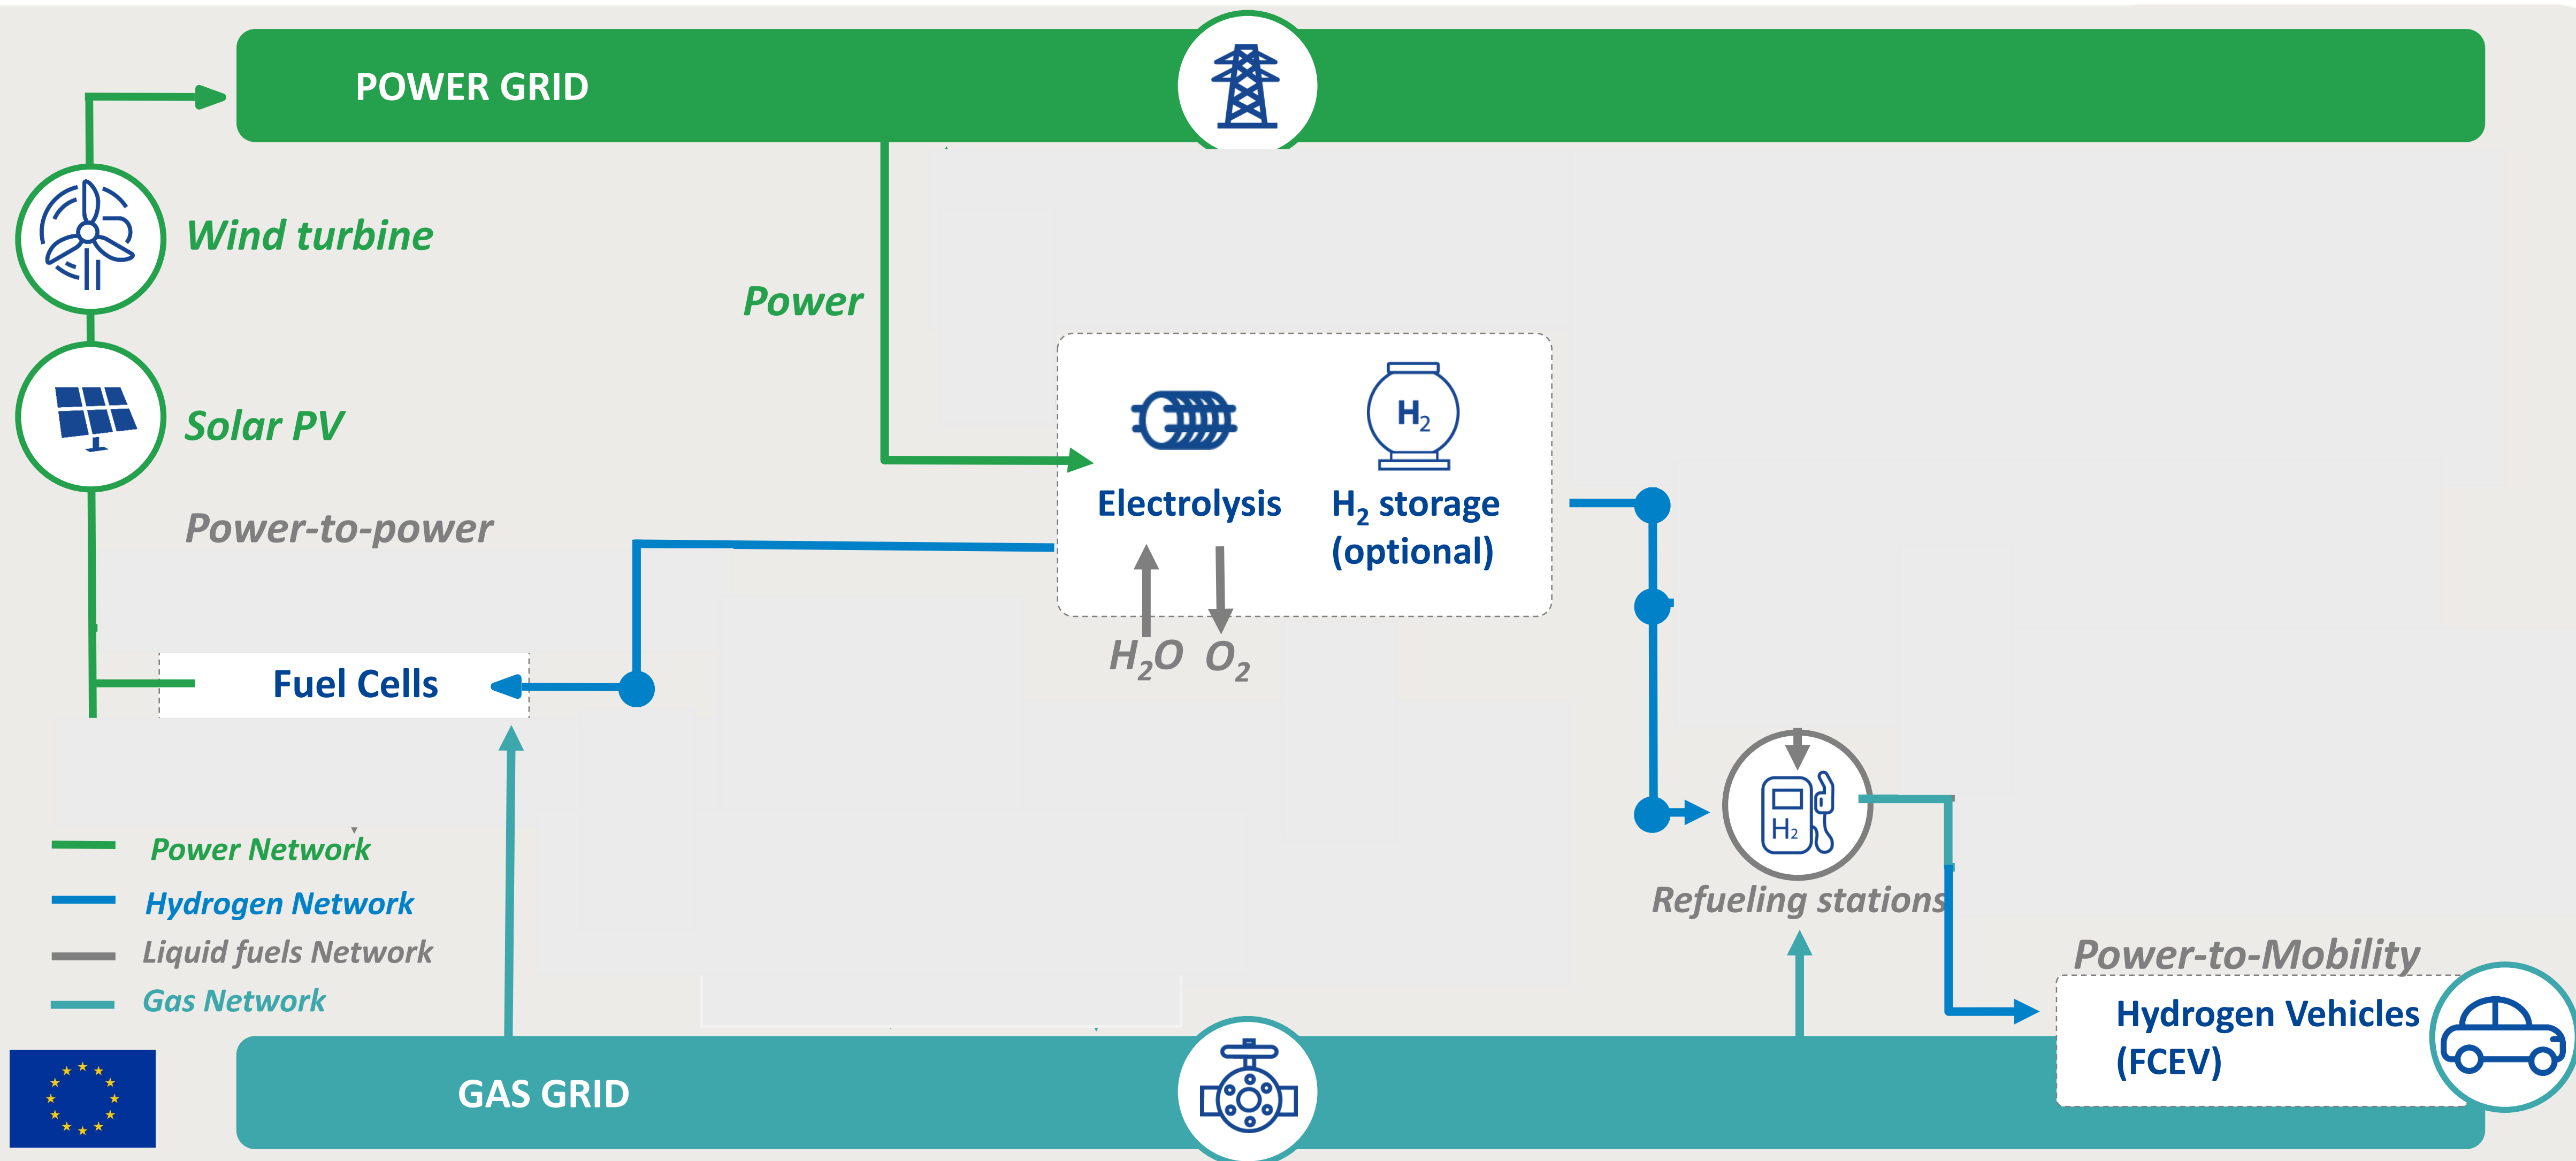 POWER GRID
Wind turbine
Power
Solar PV
H₂
Electrolysis
H₂ storage
(optional)
Power-to-power
H₂O
O₂
Fuel Cells
H₂
Refueling stations
Power Network
Hydrogen Network
Liquid fuels Network
Gas Network
Power-to-Mobility
Hydrogen Vehicles
(FCEV)
GAS GRID